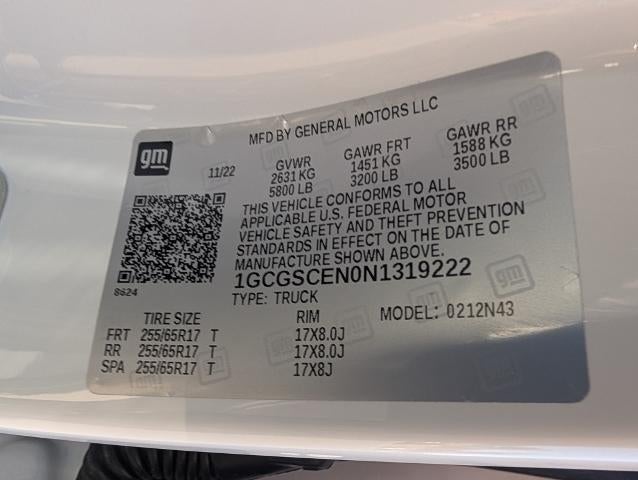 MFD BY GENERAL MOTORS LLC
gm
11/22
GVWR GAWR FRT GAWR RR
2631 KG 1451 KG 1588 KG
5800 LB 3200 LB 3500 LB
THIS VEHICLE CONFORMS TO ALL
APPLICABLE U.S. FEDERAL MOTOR
VEHICLE SAFETY AND THEFT PREVENTION
STANDARDS IN EFFECT ON THE DATE OF
MANUFACTURE SHOWN ABOVE.
1GCGSCEN0N1319222
8624
TYPE: TRUCK MODEL: 0212N43
TIRE SIZE RIM
FRT 255/65R17 T 17X8.0J
RR 255/65R17 T 17X8.0J
SPA 255/65R17 T 17X8J